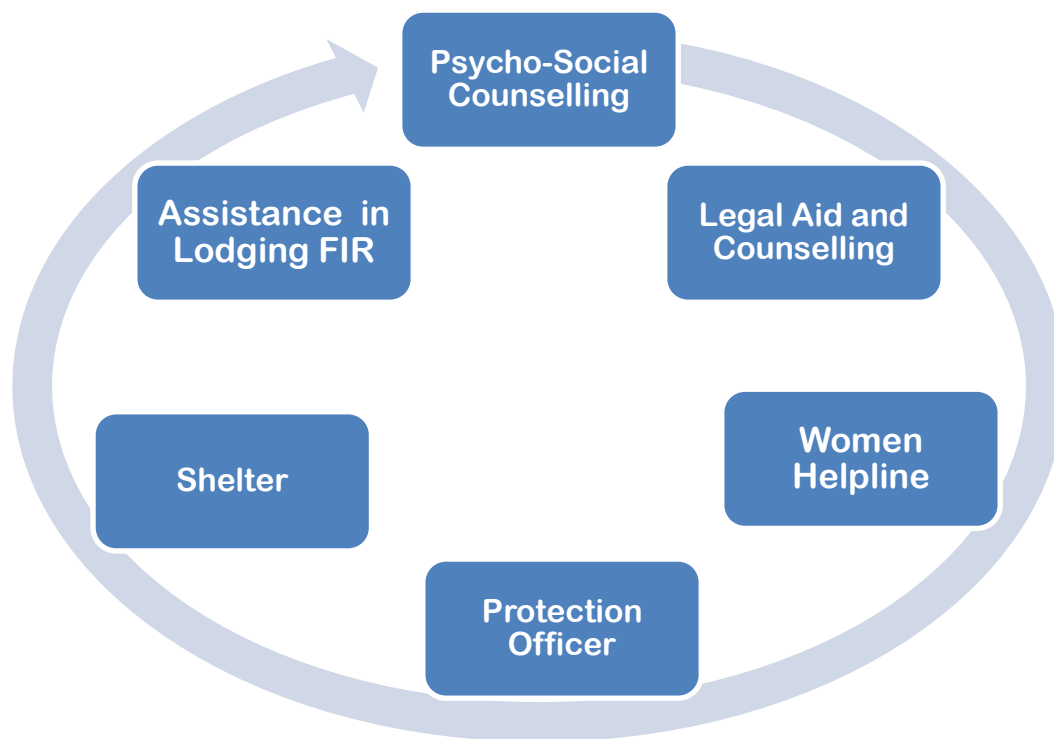 Psycho-Social
Counselling
Legal Aid and
Counselling
Women
Helpline
Protection
Officer
Shelter
Assistance in
Lodging FIR